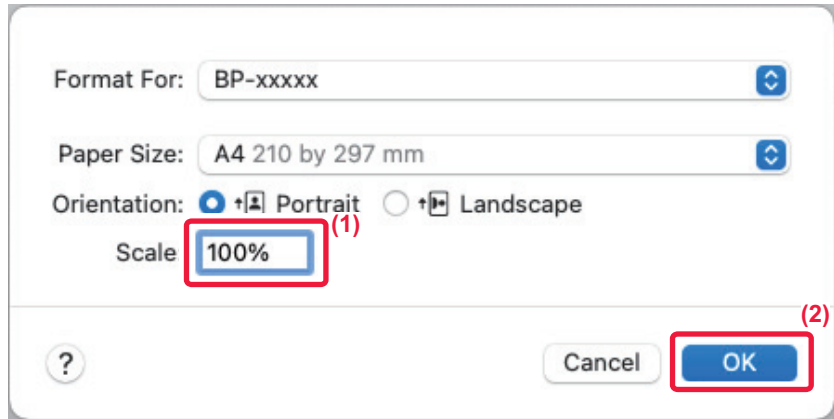 Format For: BP-xxxxx
Paper Size: A4 210 by 297 mm
Orientation: Portrait Landscape
(1)
Scale 100%
(2)
? Cancel OK